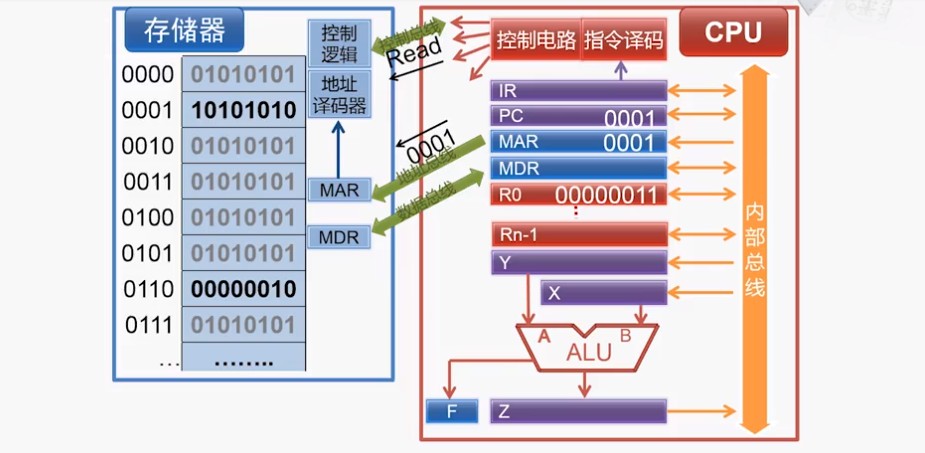 存储器
控制
逻辑
地址
译码器
0000 01010101
0001 10101010
0010 01010101
0011 01010101
0100 01010101
0101 01010101
0110 00000010
0111 01010101
... ........
MAR
MDR
控制总线
Read
0001
地址总线
数据总线
CPU
控制电路 指令译码
IR
PC 0001
MAR 0001
MDR
R0 00000011
⋮
Rn-1
Y
X
A B
ALU
F
Z
内
部
总
线